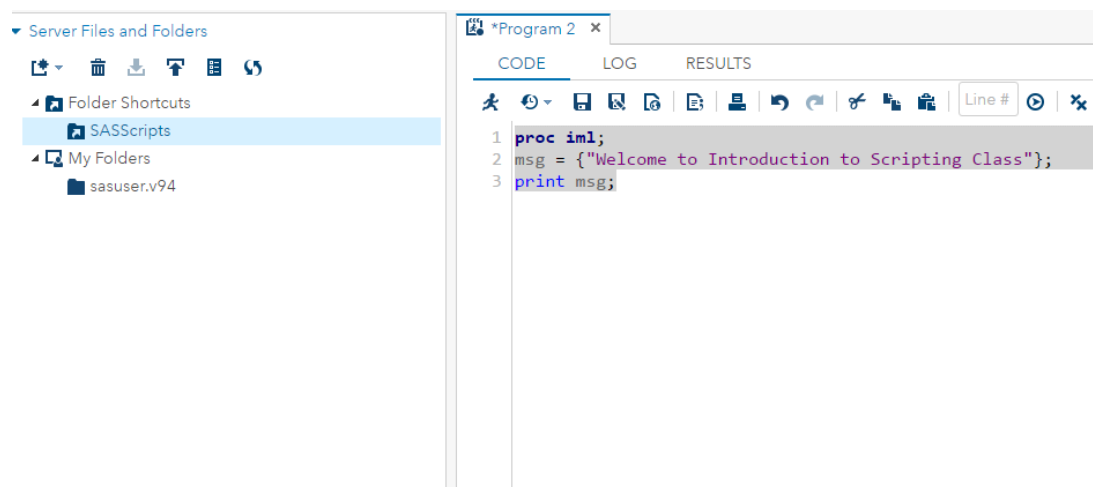 Server Files and Folders
Folder Shortcuts
SASScripts
My Folders
sasuser.v94
*Program 2
CODE LOG RESULTS
Line #
1 proc iml;
2 msg = {"Welcome to Introduction to Scripting Class"};
3 print msg;